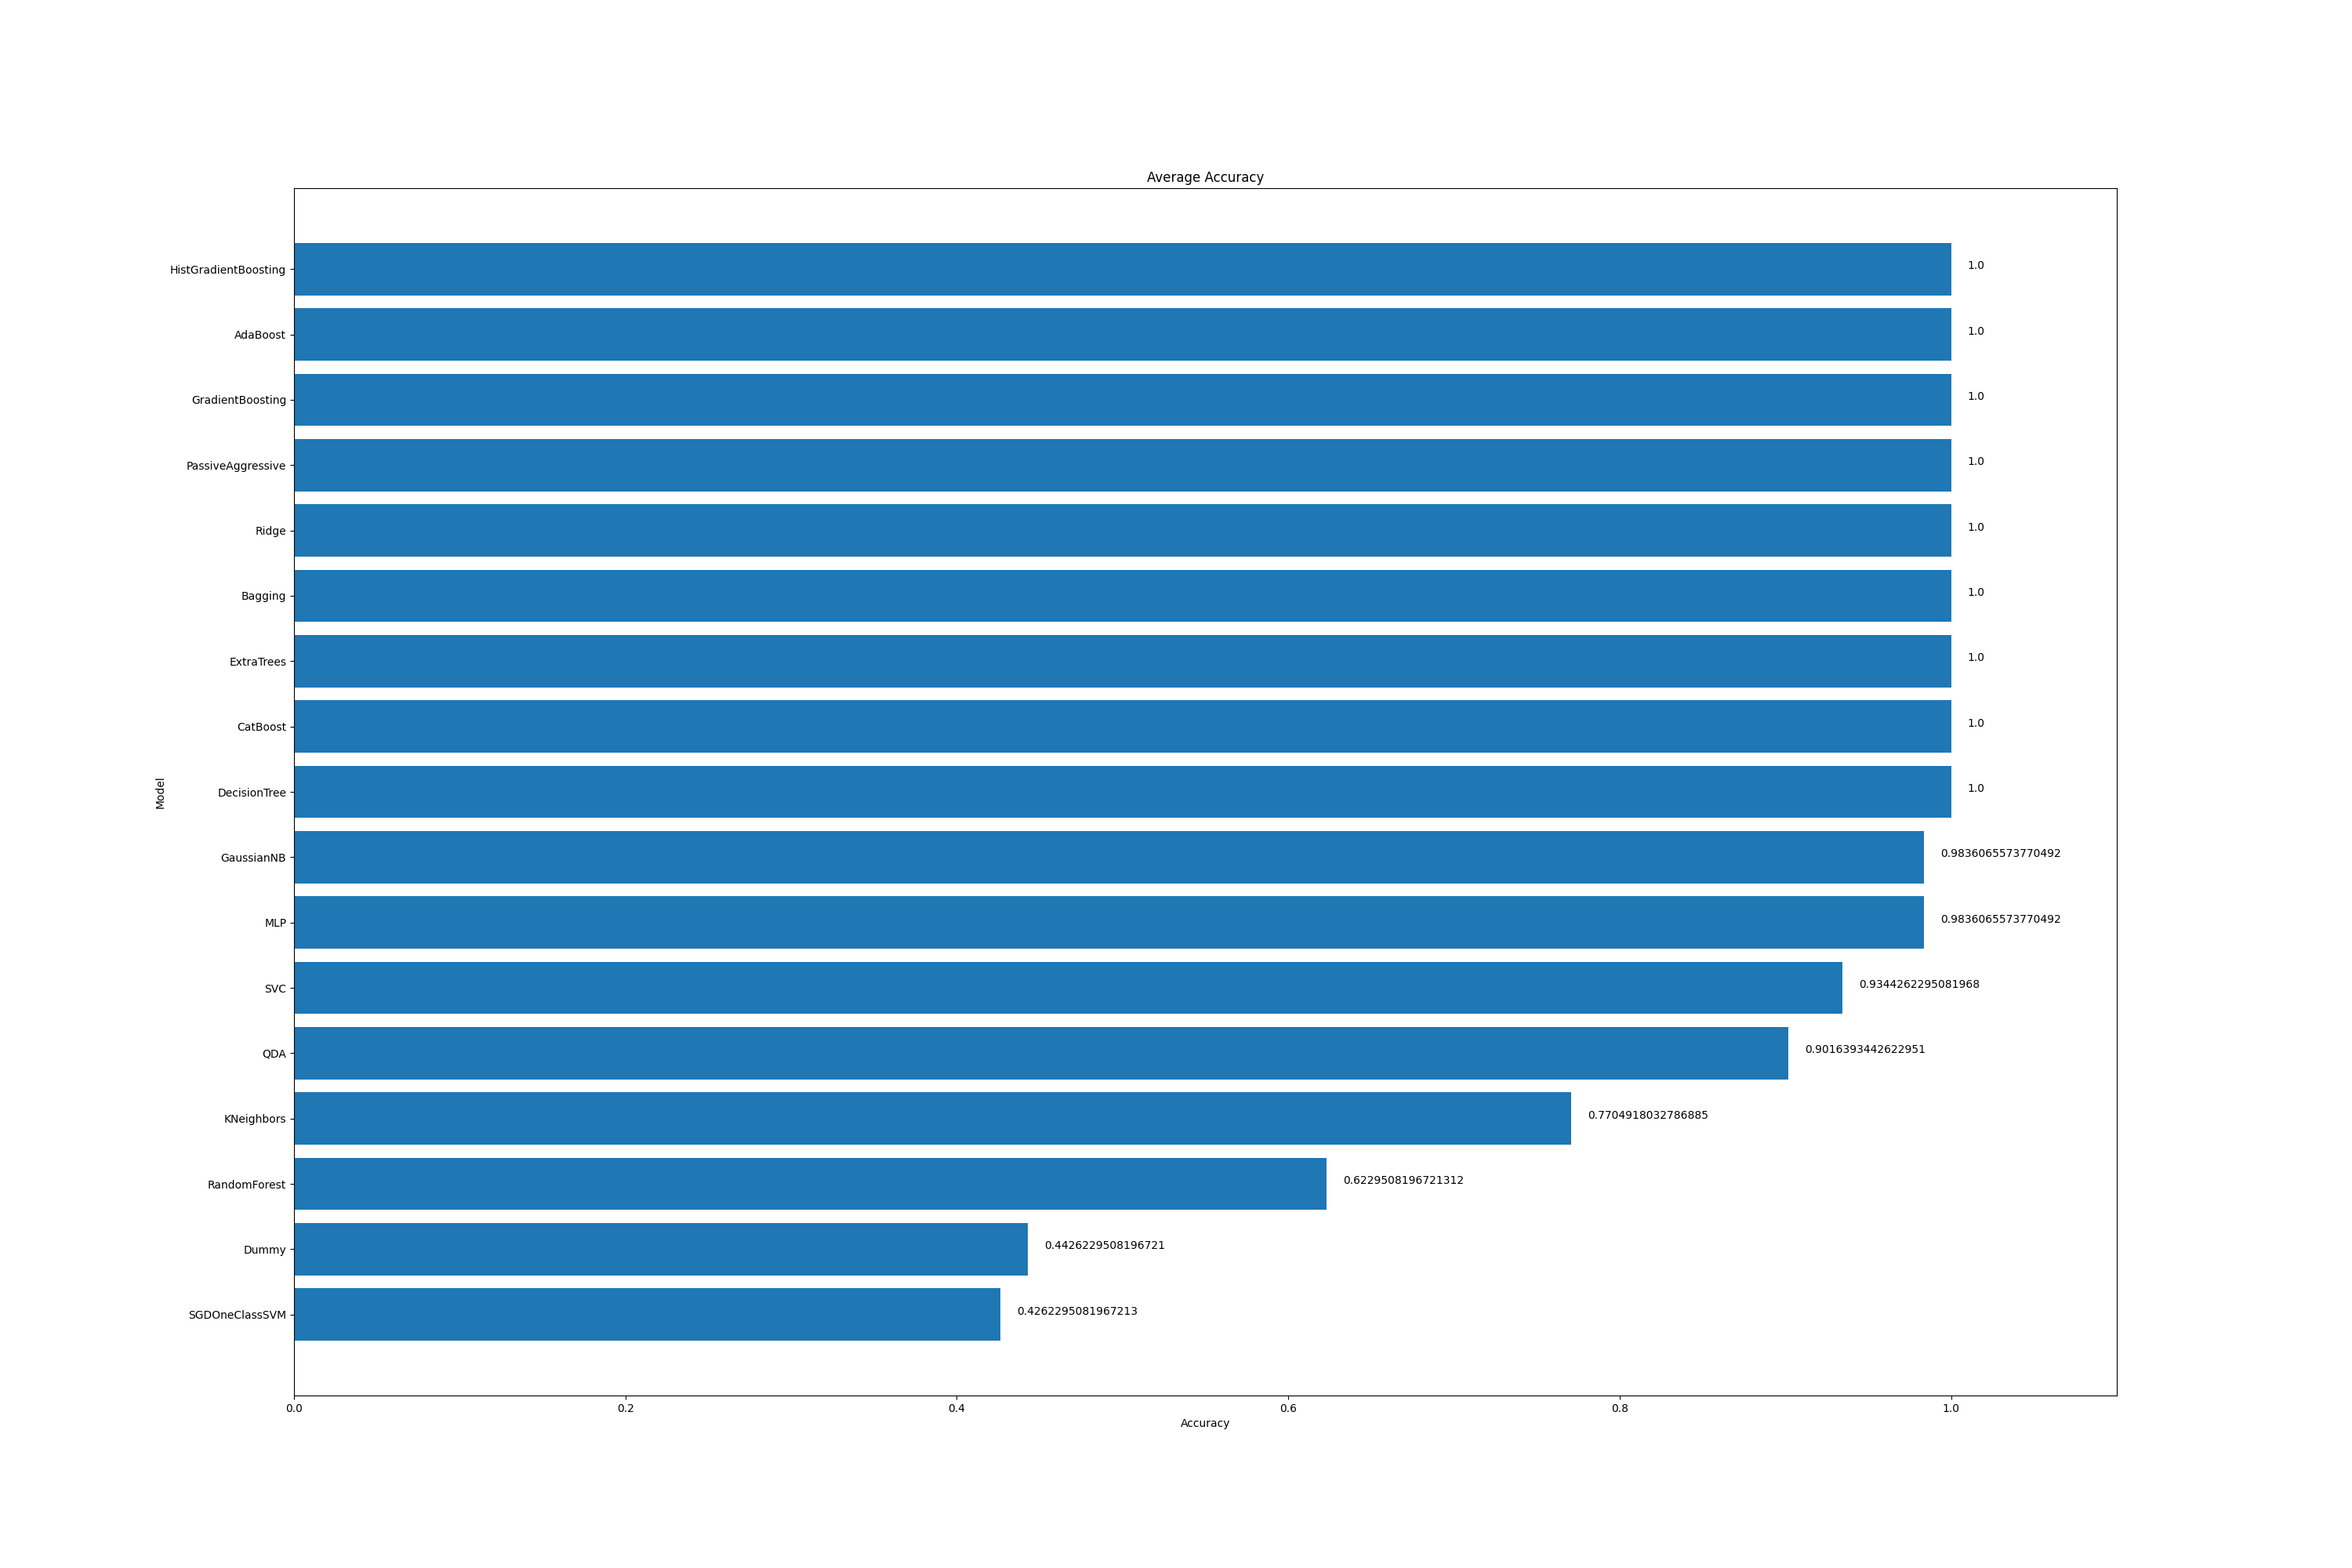 Average Accuracy
HistGradientBoosting 1.0
AdaBoost 1.0
GradientBoosting 1.0
PassiveAggressive 1.0
Ridge 1.0
Bagging 1.0
ExtraTrees 1.0
CatBoost 1.0
DecisionTree 1.0
Model
GaussianNB 0.9836065573770492
MLP 0.9836065573770492
SVC 0.9344262295081968
QDA 0.9016393442622951
KNeighbors 0.7704918032786885
RandomForest 0.6229508196721312
Dummy 0.4426229508196721
SGDOneClassSVM 0.4262295081967213
0.0 0.2 0.4 0.6 0.8 1.0
Accuracy